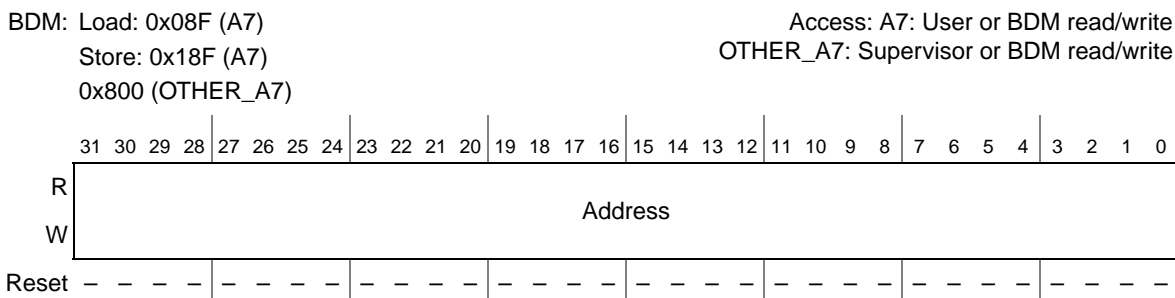 BDM: Load: 0x08F (A7)
Store: 0x18F (A7)
0x800 (OTHER_A7)
Access: A7: User or BDM read/write
OTHER_A7: Supervisor or BDM read/write
31 30 29 28 27 26 25 24 23 22 21 20 19 18 17 16 15 14 13 12 11 10 9 8 7 6 5 4 3 2 1 0
R
Address
W
Reset – – – – – – – – – – – – – – – – – – – – – – – – – – – – – – – –